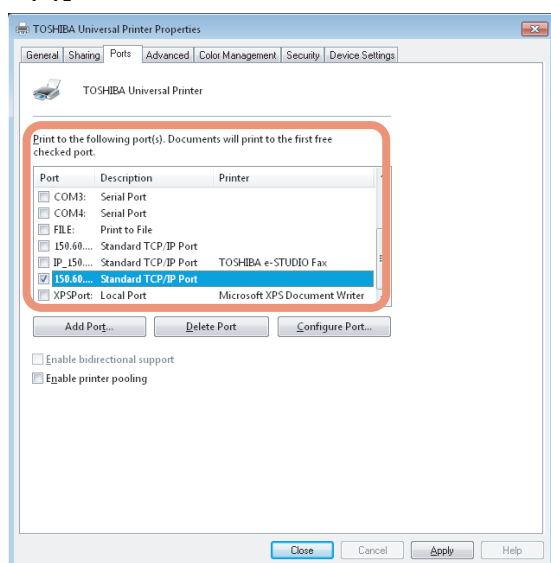 TOSHIBA Universal Printer Properties
General Sharing Ports Advanced Color Management Security Device Settings
TOSHIBA Universal Printer
Print to the following port(s). Documents will print to the first free
checked port.
Port Description Printer
COM3: Serial Port
COM4: Serial Port
FILE: Print to File
150.60.... Standard TCP/IP Port
IP_150.... Standard TCP/IP Port TOSHIBA e-STUDIO Fax
150.60.... Standard TCP/IP Port
XPSPort: Local Port Microsoft XPS Document Writer
Add Port... Delete Port Configure Port...
Enable bidirectional support
Enable printer pooling
Close Cancel Apply Help